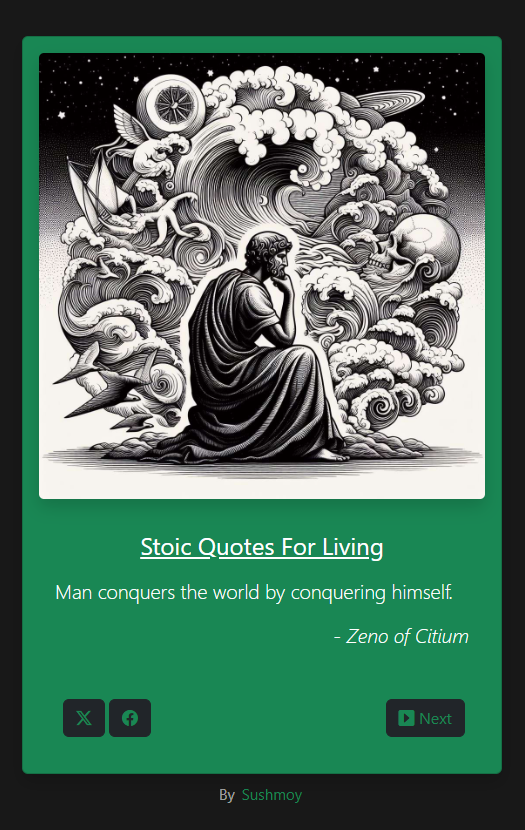 Stoic Quotes For Living
Man conquers the world by conquering himself.
- Zeno of Citium
Next
By Sushmoy